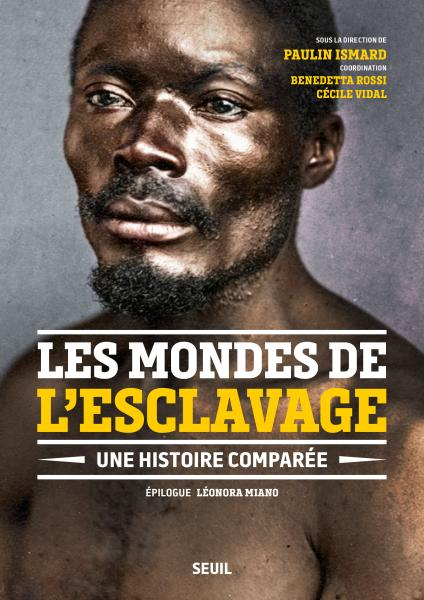 SOUS LA DIRECTION DE
PAULIN ISMARD
COORDINATION
BENEDETTA ROSSI
CÉCILE VIDAL
LES MONDES DE
L'ESCLAVAGE
UNE HISTOIRE COMPARÉE
ÉPILOGUE LÉONORA MIANO
SEUIL